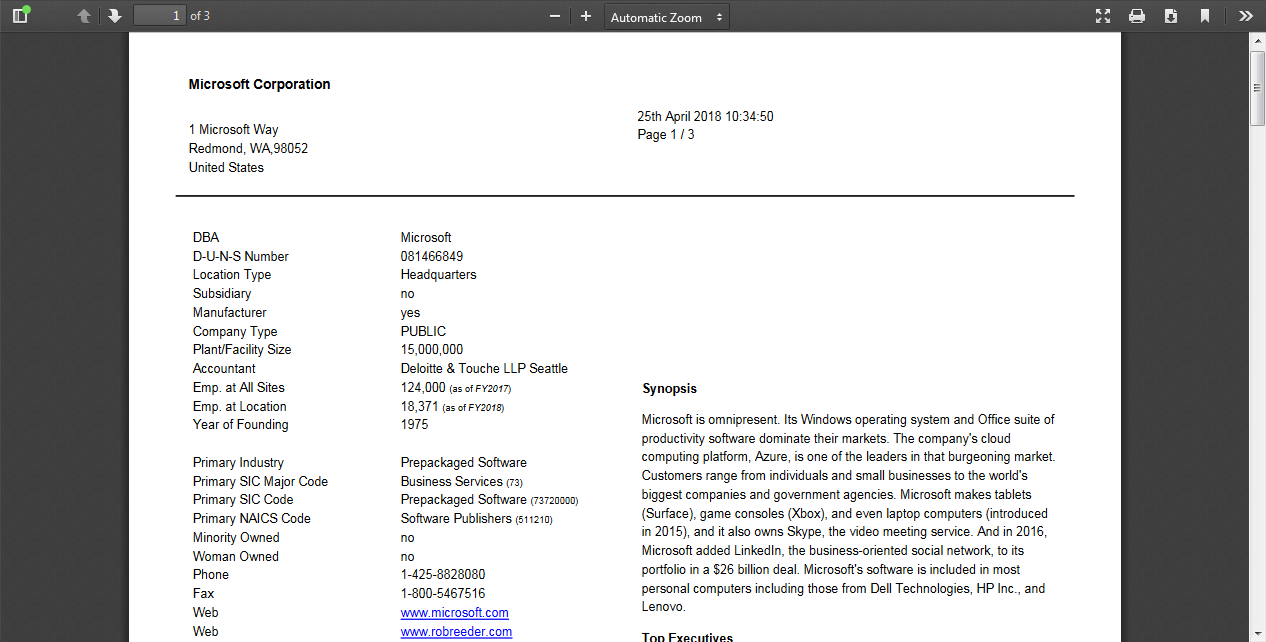 1 of 3
Automatic Zoom
Microsoft Corporation
25th April 2018 10:34:50
Page 1 / 3
1 Microsoft Way
Redmond, WA,98052
United States
DBA Microsoft
D-U-N-S Number 081466849
Location Type Headquarters
Subsidiary no
Manufacturer yes
Company Type PUBLIC
Plant/Facility Size 15,000,000
Accountant Deloitte & Touche LLP Seattle
Emp. at All Sites 124,000 (as of FY2017)
Emp. at Location 18,371 (as of FY2018)
Year of Founding 1975
Primary Industry Prepackaged Software
Primary SIC Major Code Business Services (73)
Primary SIC Code Prepackaged Software (73720000)
Primary NAICS Code Software Publishers (511210)
Minority Owned no
Woman Owned no
Phone 1-425-8828080
Fax 1-800-5467516
Web www.microsoft.com
Web www.robreeder.com
Synopsis
Microsoft is omnipresent. Its Windows operating system and Office suite of
productivity software dominate their markets. The company's cloud
computing platform, Azure, is one of the leaders in that burgeoning market.
Customers range from individuals and small businesses to the world's
biggest companies and government agencies. Microsoft makes tablets
(Surface), game consoles (Xbox), and even laptop computers (introduced
in 2015), and it also owns Skype, the video meeting service. And in 2016,
Microsoft added LinkedIn, the business-oriented social network, to its
portfolio in a $26 billion deal. Microsoft's software is included in most
personal computers including those from Dell Technologies, HP Inc., and
Lenovo.
Top Executives